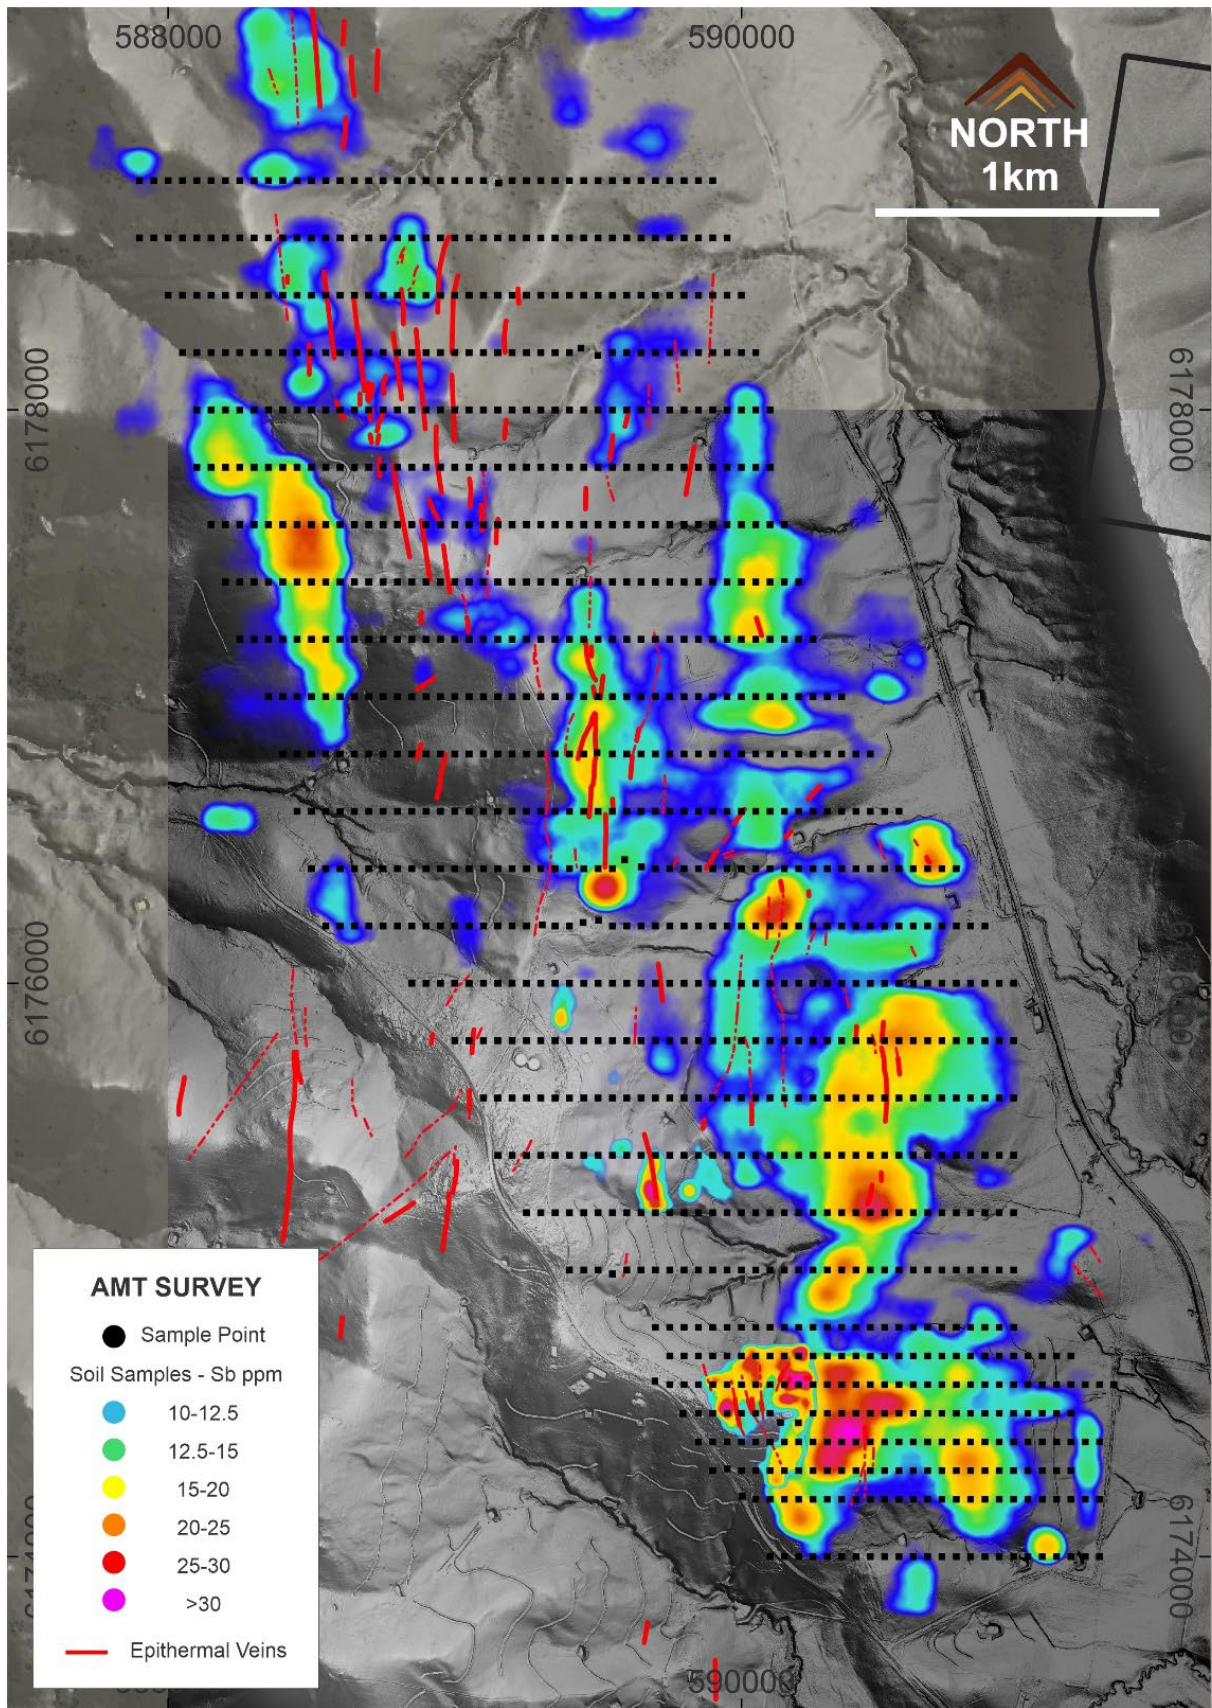 588000
590000
NORTH
1km
6178000
6178000
6176000
AMT SURVEY
Sample Point
Soil Samples - Sb ppm
10-12.5
12.5-15
15-20
20-25
25-30
>30
Epithermal Veins
6174000
590000